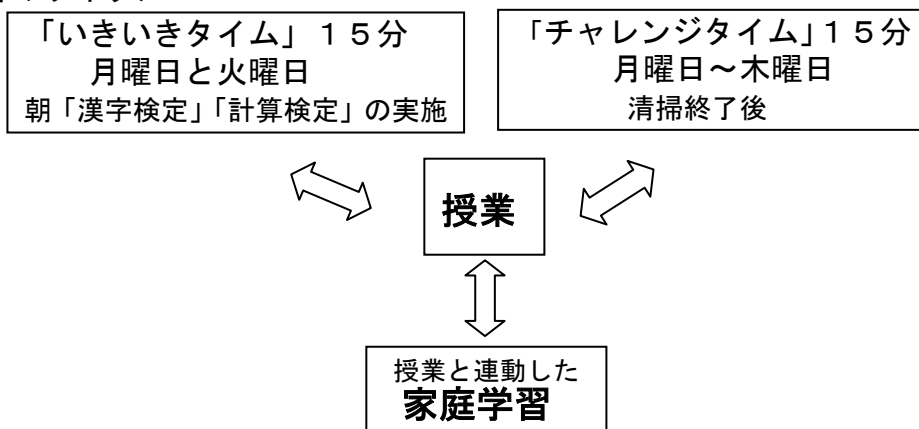 「いきいきタイム」１５分
月曜日と火曜日
朝「漢字検定」「計算検定」の実施
「チャレンジタイム」１５分
月曜日～木曜日
清掃終了後
授業
授業と連動した
家庭学習